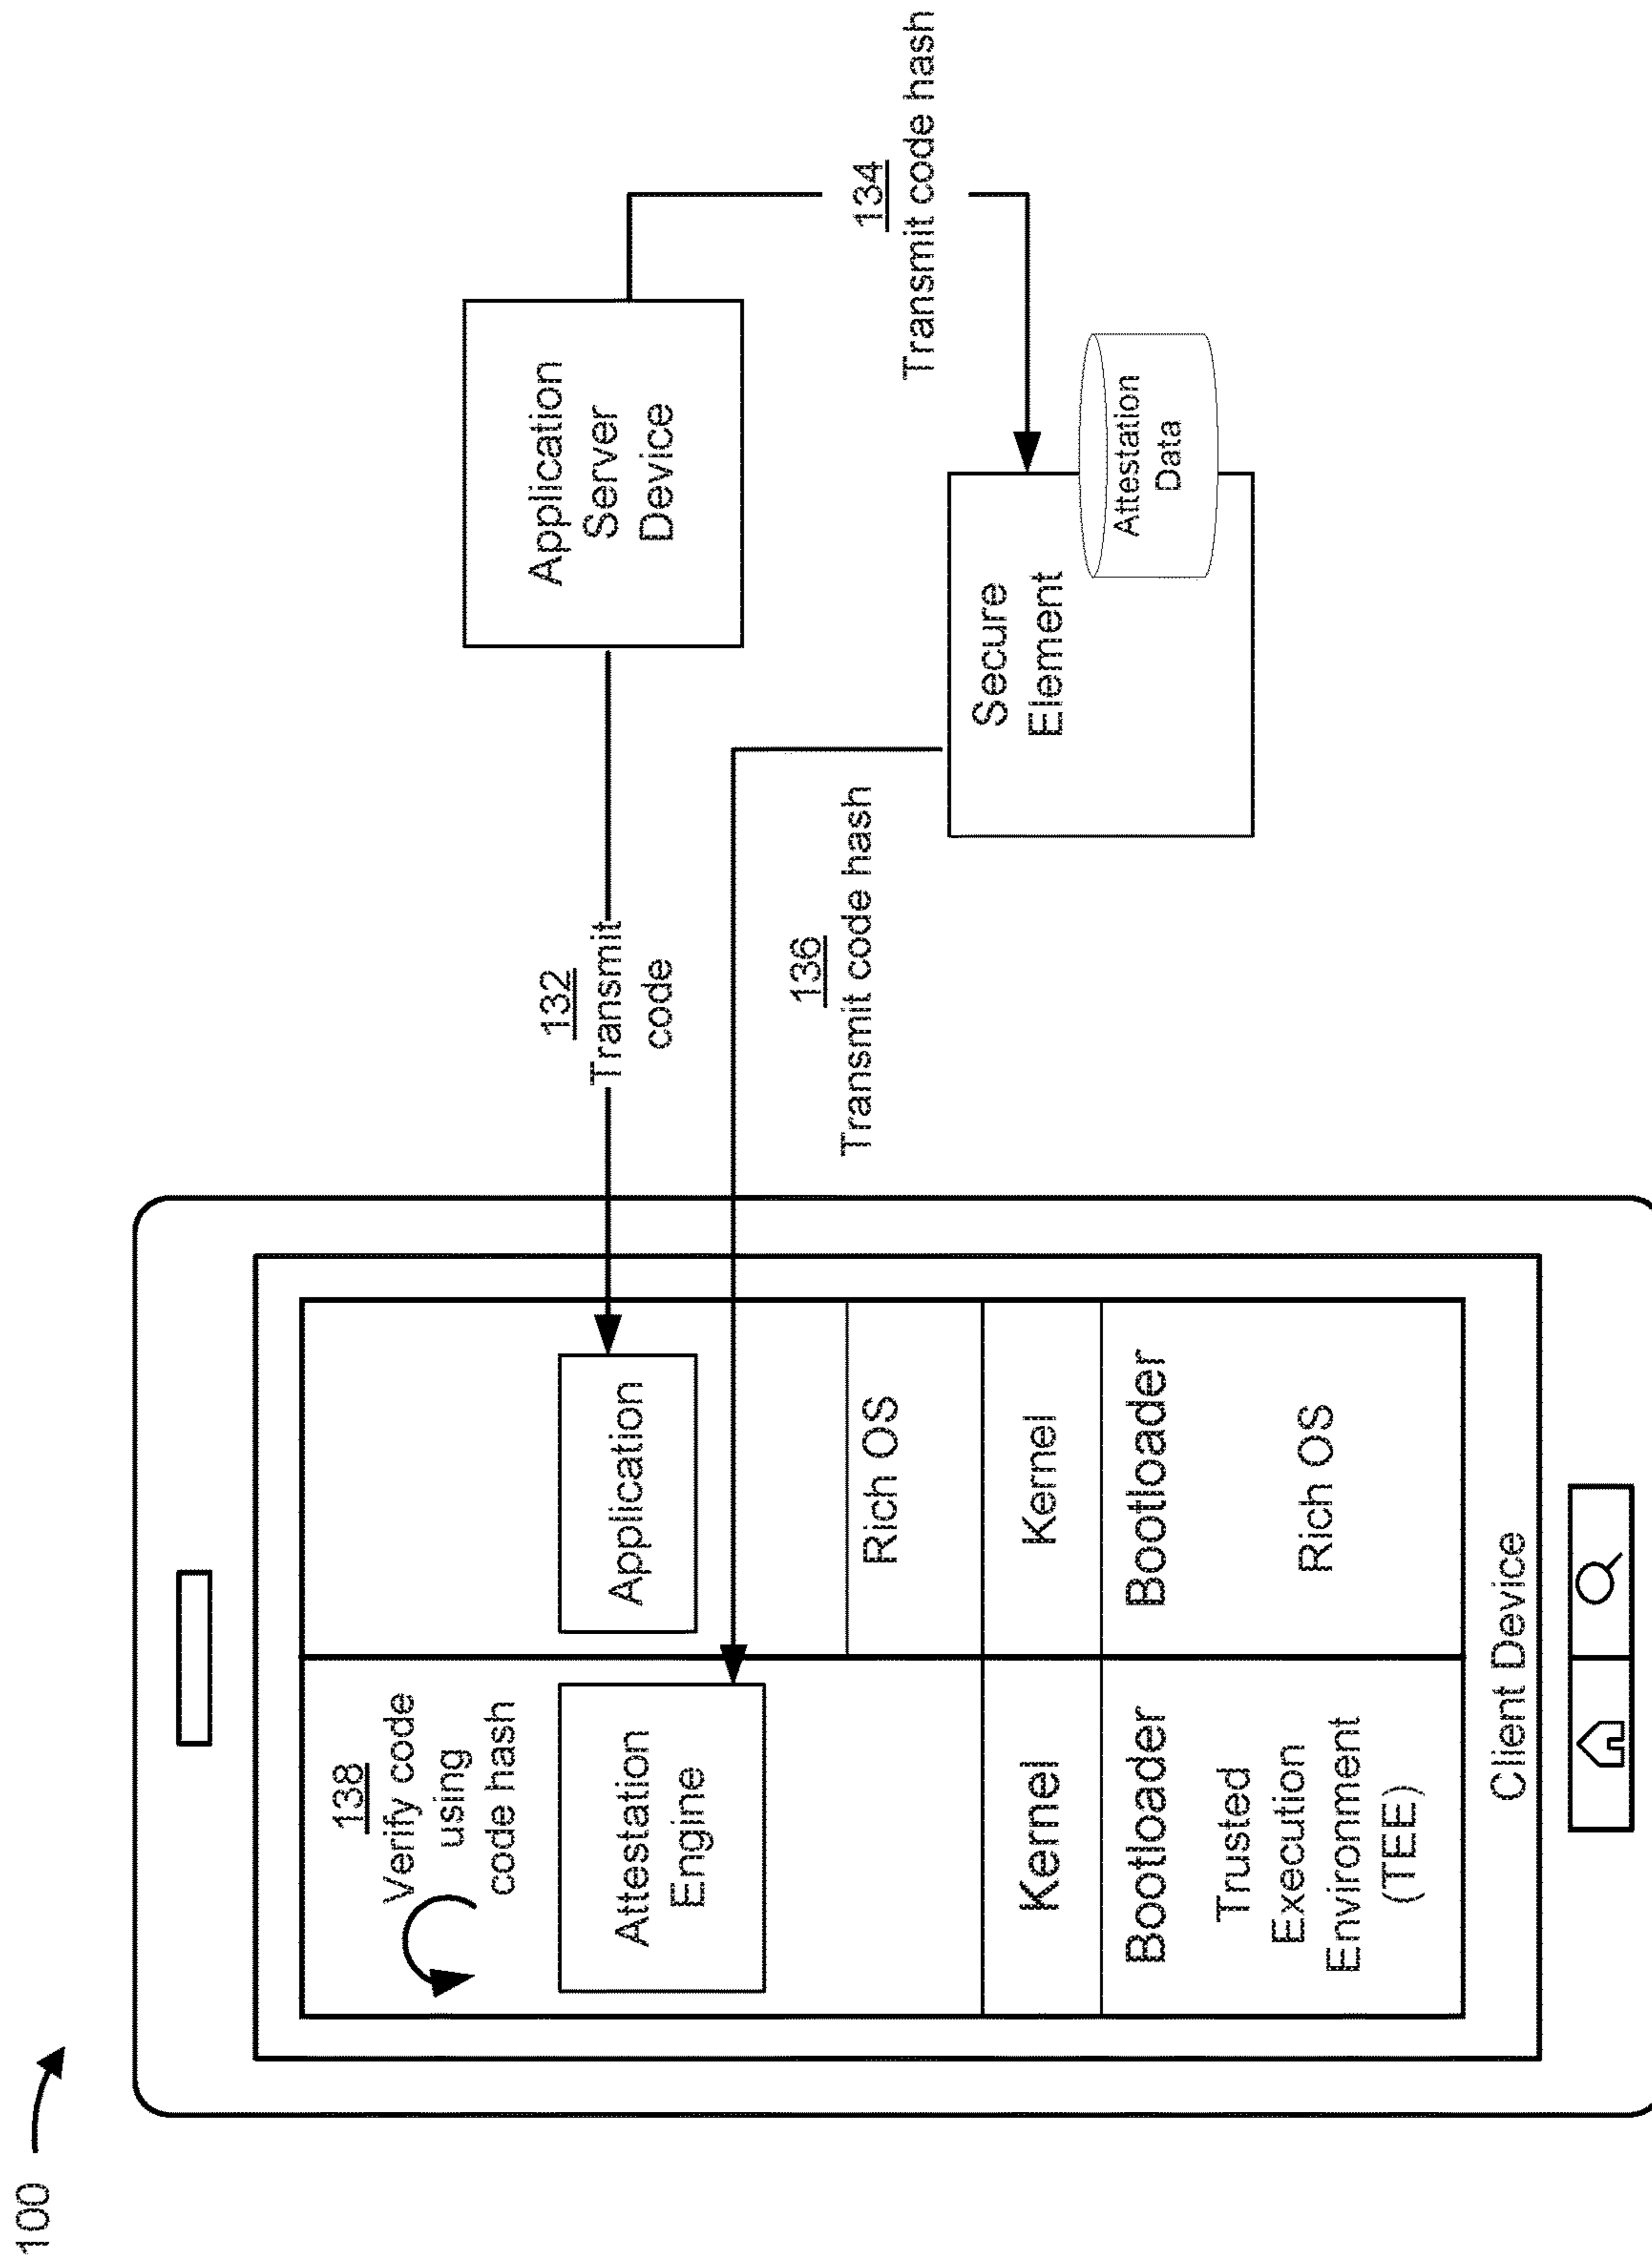 100
138
Verify code
using
code hash
Attestation
Engine
Kernel
Bootloader
Trusted
Execution
Environment
(TEE)
Application
Rich OS
Kernel
Bootloader
Rich OS
Client Device
132
Transmit
code
136
Transmit code hash
Application
Server
Device
134
Transmit code hash
Secure
Element
Attestation
Data